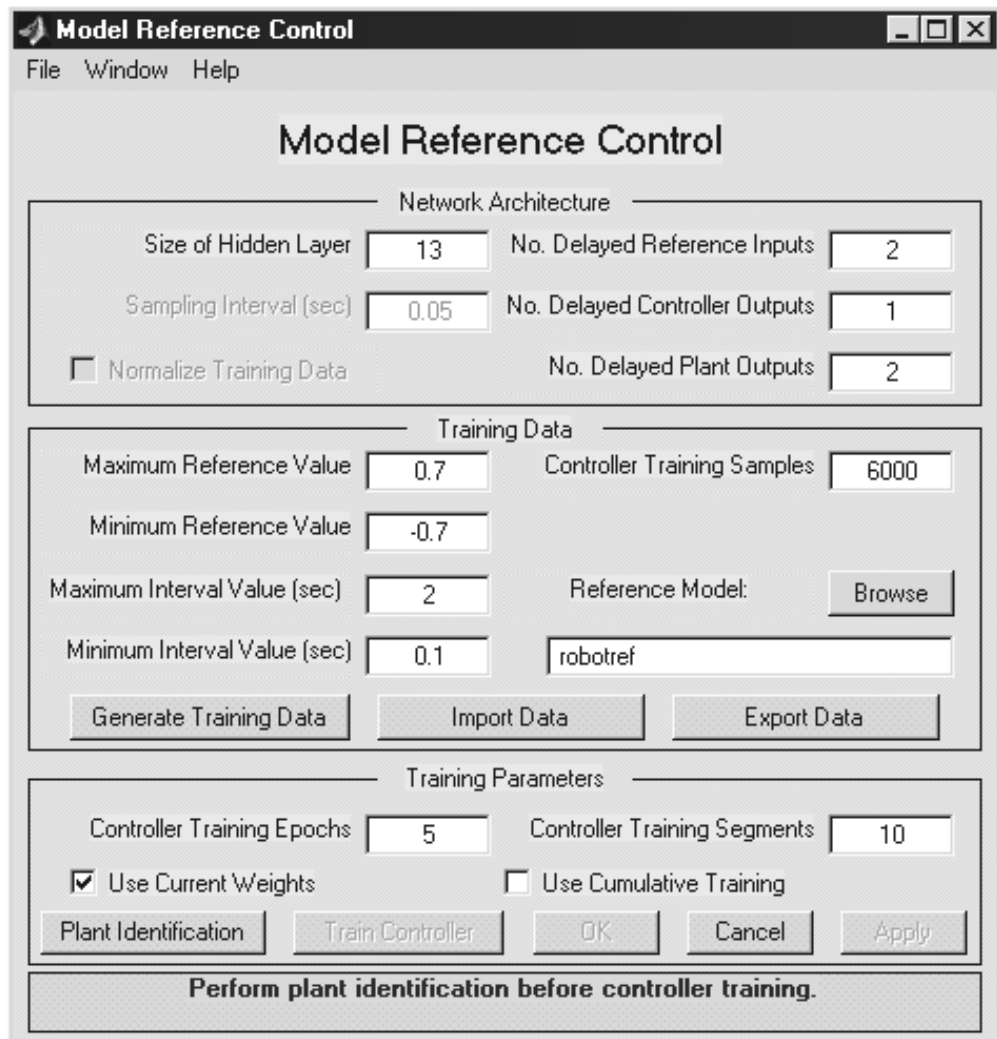 Model Reference Control
File Window Help
Model Reference Control
Network Architecture
Size of Hidden Layer 13 No. Delayed Reference Inputs 2
Sampling Interval (sec) 0.05 No. Delayed Controller Outputs 1
Normalize Training Data No. Delayed Plant Outputs 2
Training Data
Maximum Reference Value 0.7 Controller Training Samples 6000
Minimum Reference Value -0.7
Maximum Interval Value (sec) 2 Reference Model: Browse
Minimum Interval Value (sec) 0.1 robotref
Generate Training Data Import Data Export Data
Training Parameters
Controller Training Epochs 5 Controller Training Segments 10
Use Current Weights Use Cumulative Training
Plant Identification Train Controller OK Cancel Apply
Perform plant identification before controller training.